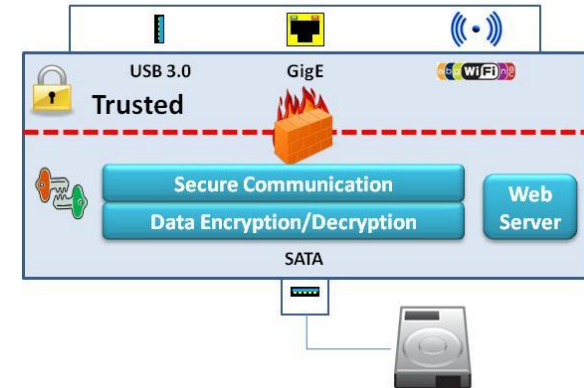 USB 3.0
GigE
WiFi
Trusted
Secure Communication
Data Encryption/Decryption
Web
Server
SATA